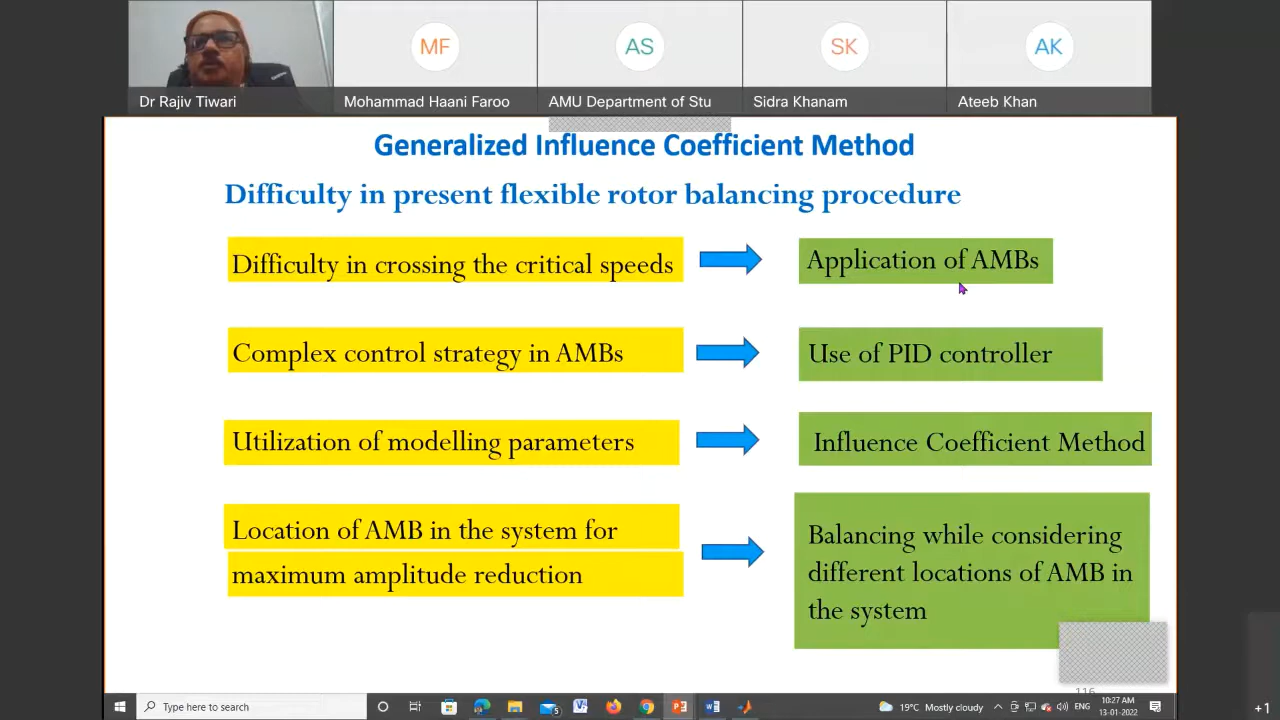 MF
AS
SK
AK
Dr Rajiv Tiwari
Mohammad Haani Faroo
AMU Department of Stu
Sidra Khanam
Ateeb Khan
Generalized Influence Coefficient Method
Difficulty in present flexible rotor balancing procedure
Difficulty in crossing the critical speeds
Application of AMBs
Complex control strategy in AMBs
Use of PID controller
Utilization of modelling parameters
Influence Coefficient Method
Location of AMB in the system for
maximum amplitude reduction
Balancing while considering
different locations of AMB in
the system
116
Type here to search
5
19°C Mostly cloudy
ENG
10:27 AM
13-01-2022
+1